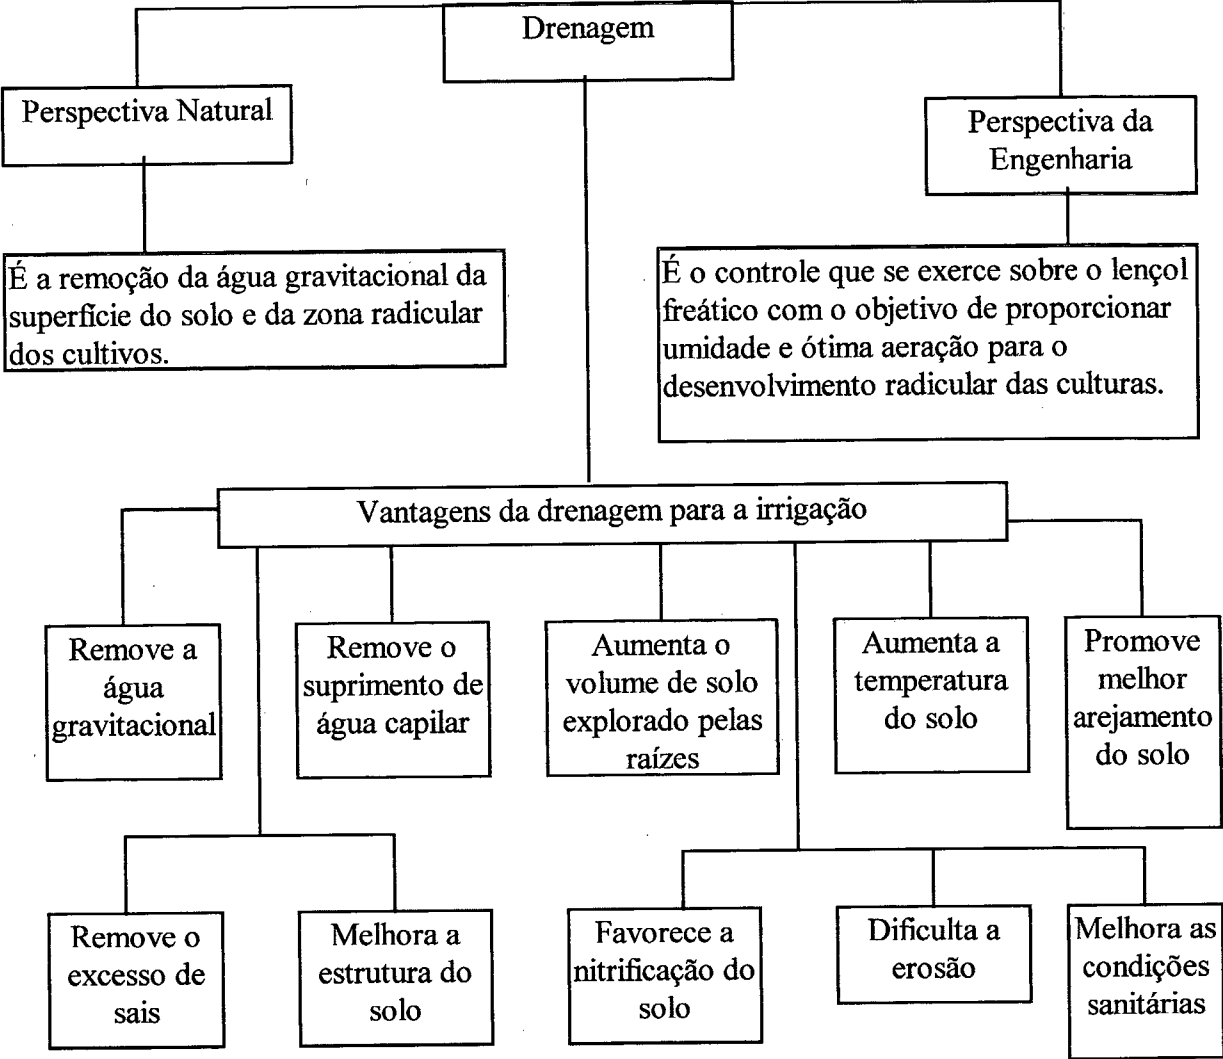 Drenagem
Perspectiva Natural
Perspectiva da
Engenharia
É a remoção da água gravitacional da
superfície do solo e da zona radicular
dos cultivos.
É o controle que se exerce sobre o lençol
freático com o objetivo de proporcionar
umidade e ótima aeração para o
desenvolvimento radicular das culturas.
Vantagens da drenagem para a irrigação
Remove a
água
gravitacional
Remove o
suprimento de
água capilar
Aumenta o
volume de solo
explorado pelas
raízes
Aumenta a
temperatura
do solo
Promove
melhor
arejamento
do solo
Remove o
excesso de
sais
Melhora a
estrutura do
solo
Favorece a
nitrificação do
solo
Dificulta a
erosão
Melhora as
condições
sanitárias